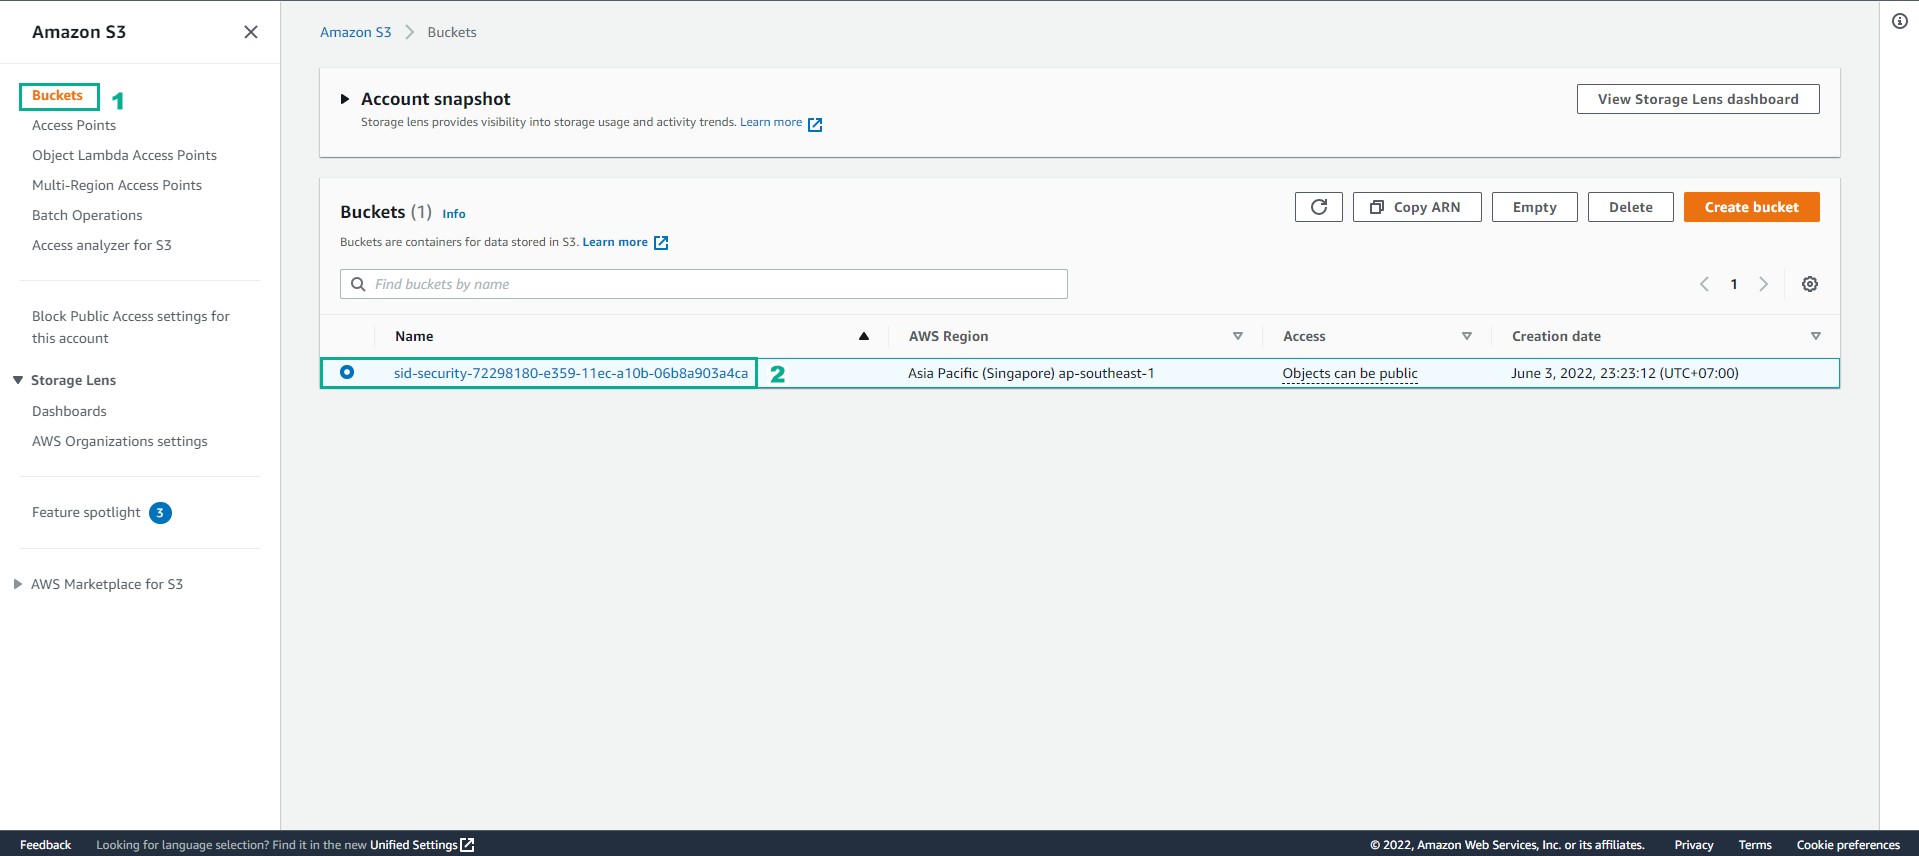 Amazon S3
Buckets
1
Access Points
Object Lambda Access Points
Multi-Region Access Points
Batch Operations
Access analyzer for S3
Block Public Access settings for
this account
Storage Lens
Dashboards
AWS Organizations settings
Feature spotlight 3
AWS Marketplace for S3
Amazon S3 Buckets
Account snapshot
View Storage Lens dashboard
Storage lens provides visibility into storage usage and activity trends. Learn more
Buckets (1) Info
Copy ARN Empty Delete Create bucket
Buckets are containers for data stored in S3. Learn more
Find buckets by name
1
Name AWS Region Access Creation date
sid-security-72298180-e359-11ec-a10b-06b8a903a4ca 2 Asia Pacific (Singapore) ap-southeast-1 Objects can be public June 3, 2022, 23:23:12 (UTC+07:00)
Feedback Looking for language selection? Find it in the new Unified Settings © 2022, Amazon Web Services, Inc. or its affiliates. Privacy Terms Cookie preferences